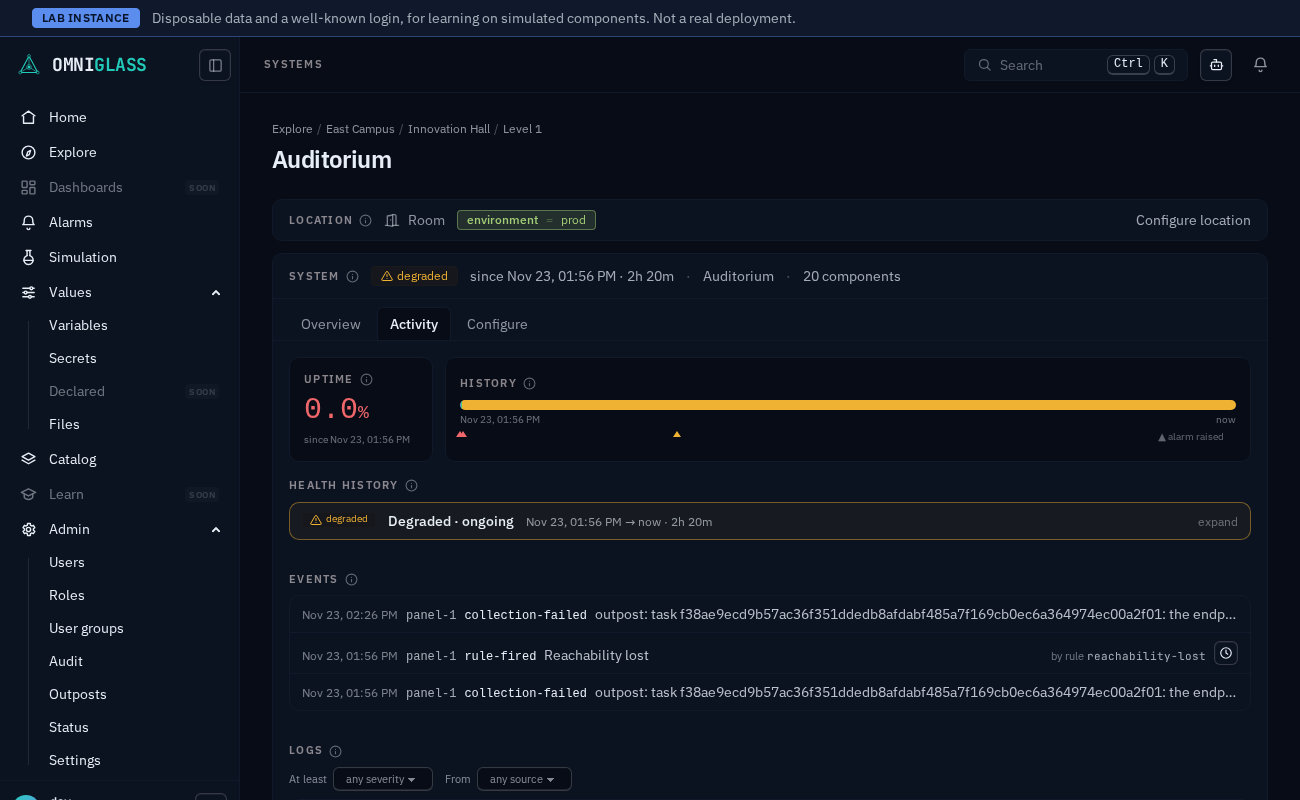 LAB INSTANCE Disposable data and a well-known login, for learning on simulated components. Not a real deployment.
OMNIGLASS
SYSTEMS
Search Ctrl K
Home
Explore
Dashboards SOON
Alarms
Simulation
Values
Variables
Secrets
Declared SOON
Files
Catalog
Learn SOON
Admin
Users
Roles
User groups
Audit
Outposts
Status
Settings
Explore / East Campus / Innovation Hall / Level 1
Auditorium
LOCATION Room environment = prod Configure location
SYSTEM degraded since Nov 23, 01:56 PM · 2h 20m · Auditorium · 20 components
Overview Activity Configure
UPTIME
0.0%
since Nov 23, 01:56 PM
HISTORY
Nov 23, 01:56 PM now
alarm raised
HEALTH HISTORY
degraded Degraded · ongoing Nov 23, 01:56 PM → now · 2h 20m expand
EVENTS
Nov 23, 02:26 PM panel-1 collection-failed outpost: task f38ae9ecd9b57ac36f351ddedb8afdabf485a7f169cb0ec6a364974ec00a2f01: the endp...
Nov 23, 01:56 PM panel-1 rule-fired Reachability lost by rule reachability-lost
Nov 23, 01:56 PM panel-1 collection-failed outpost: task f38ae9ecd9b57ac36f351ddedb8afdabf485a7f169cb0ec6a364974ec00a2f01: the endp...
LOGS
At least any severity From any source